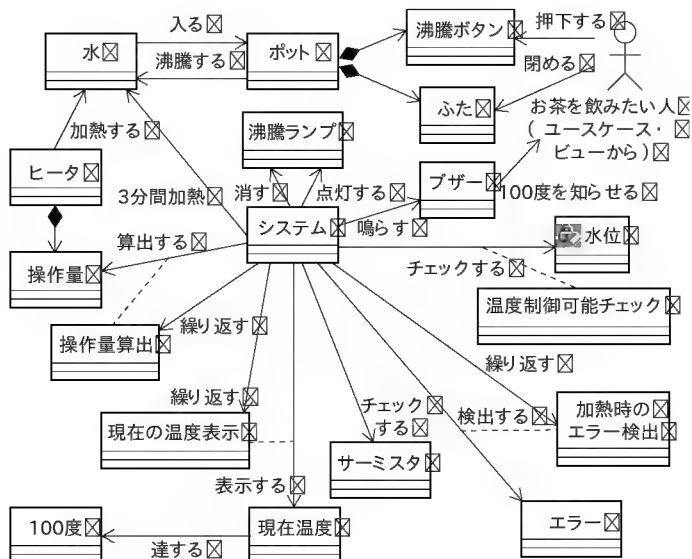 入る
沸騰ボタン
押下する
水
ポット
沸騰する
閉める
ふた
お茶を飲みたい人
(ユースケース・
ビューから)
加熱する
沸騰ランプ
ヒータ
ブザー
100度を知らせる
3分間加熱
消す
点灯する
システム
鳴らす
水位
算出する
チェックする
操作量
温度制御可能チェック
操作量算出
繰り返す
繰り返す
繰り返す
チェック
する
検出する
加熱時の
エラー検出
現在の温度表示
サーミスタ
表示する
100度
現在温度
エラー
達する